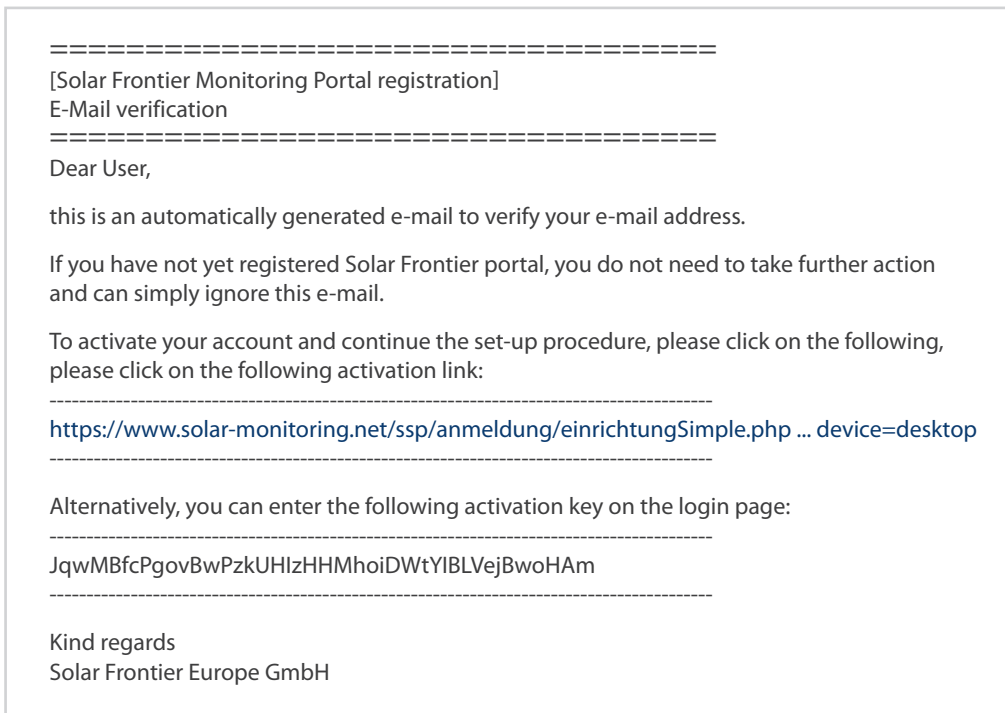 ===================================
[Solar Frontier Monitoring Portal registration]
E-Mail verification
===================================
Dear User,
this is an automatically generated e-mail to verify your e-mail address.
If you have not yet registered Solar Frontier portal, you do not need to take further action
and can simply ignore this e-mail.
To activate your account and continue the set-up procedure, please click on the following,
please click on the following activation link:
------------------------------------------------------------------------------------------
https://www.solar-monitoring.net/ssp/anmeldung/einrichtungSimple.php ... device=desktop
------------------------------------------------------------------------------------------
Alternatively, you can enter the following activation key on the login page:
------------------------------------------------------------------------------------------
JqwMBfcPgovBwPzkUHIzHHMhoiDWtYIBLVejBwoHAm
------------------------------------------------------------------------------------------
Kind regards
Solar Frontier Europe GmbH